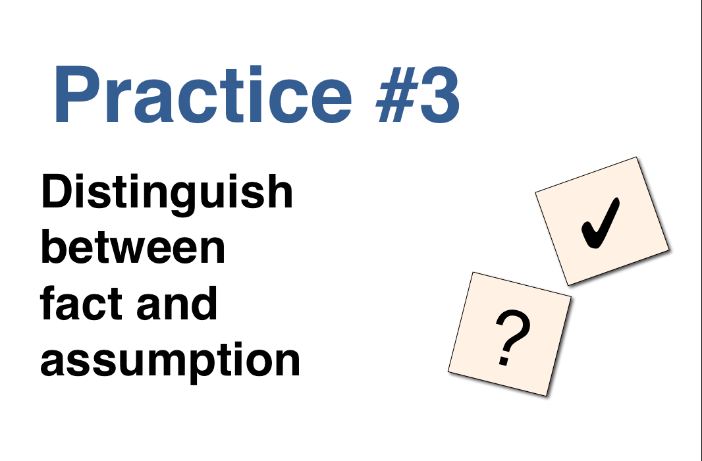 Practice #3
Distinguish
between
fact and
assumption
✔
?